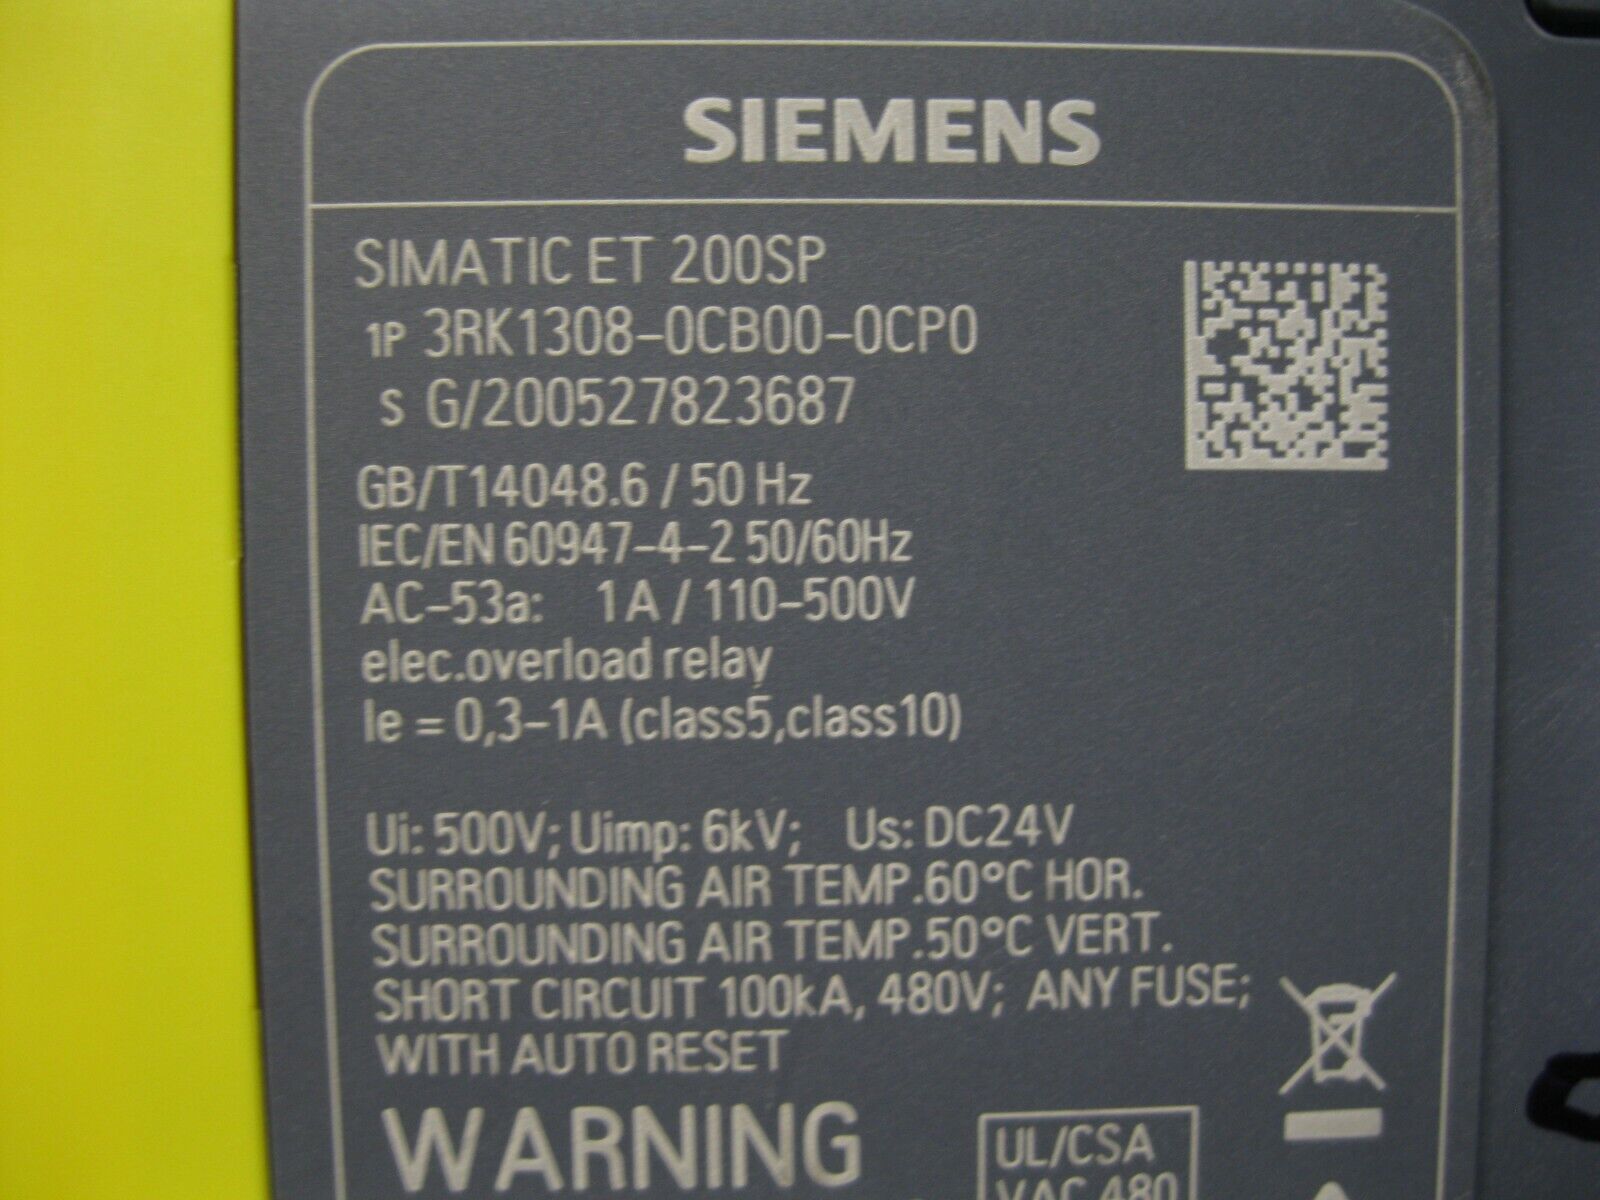 SIEMENS
SIMATIC ET 200SP
1P 3RK1308-0CB00-0CP0
S G/200527823687
GB/T14048.6 / 50 Hz
IEC/EN 60947-4-2 50/60Hz
AC-53a: 1 A / 110-500V
elec.overload relay
Ie = 0,3-1A (class5,class10)
Ui: 500V; Uimp: 6kV; Us: DC24V
SURROUNDING AIR TEMP.60°C HOR.
SURROUNDING AIR TEMP.50°C VERT.
SHORT CIRCUIT 100kA, 480V; ANY FUSE;
WITH AUTO RESET
WARNING
UL/CSA
VAC 480